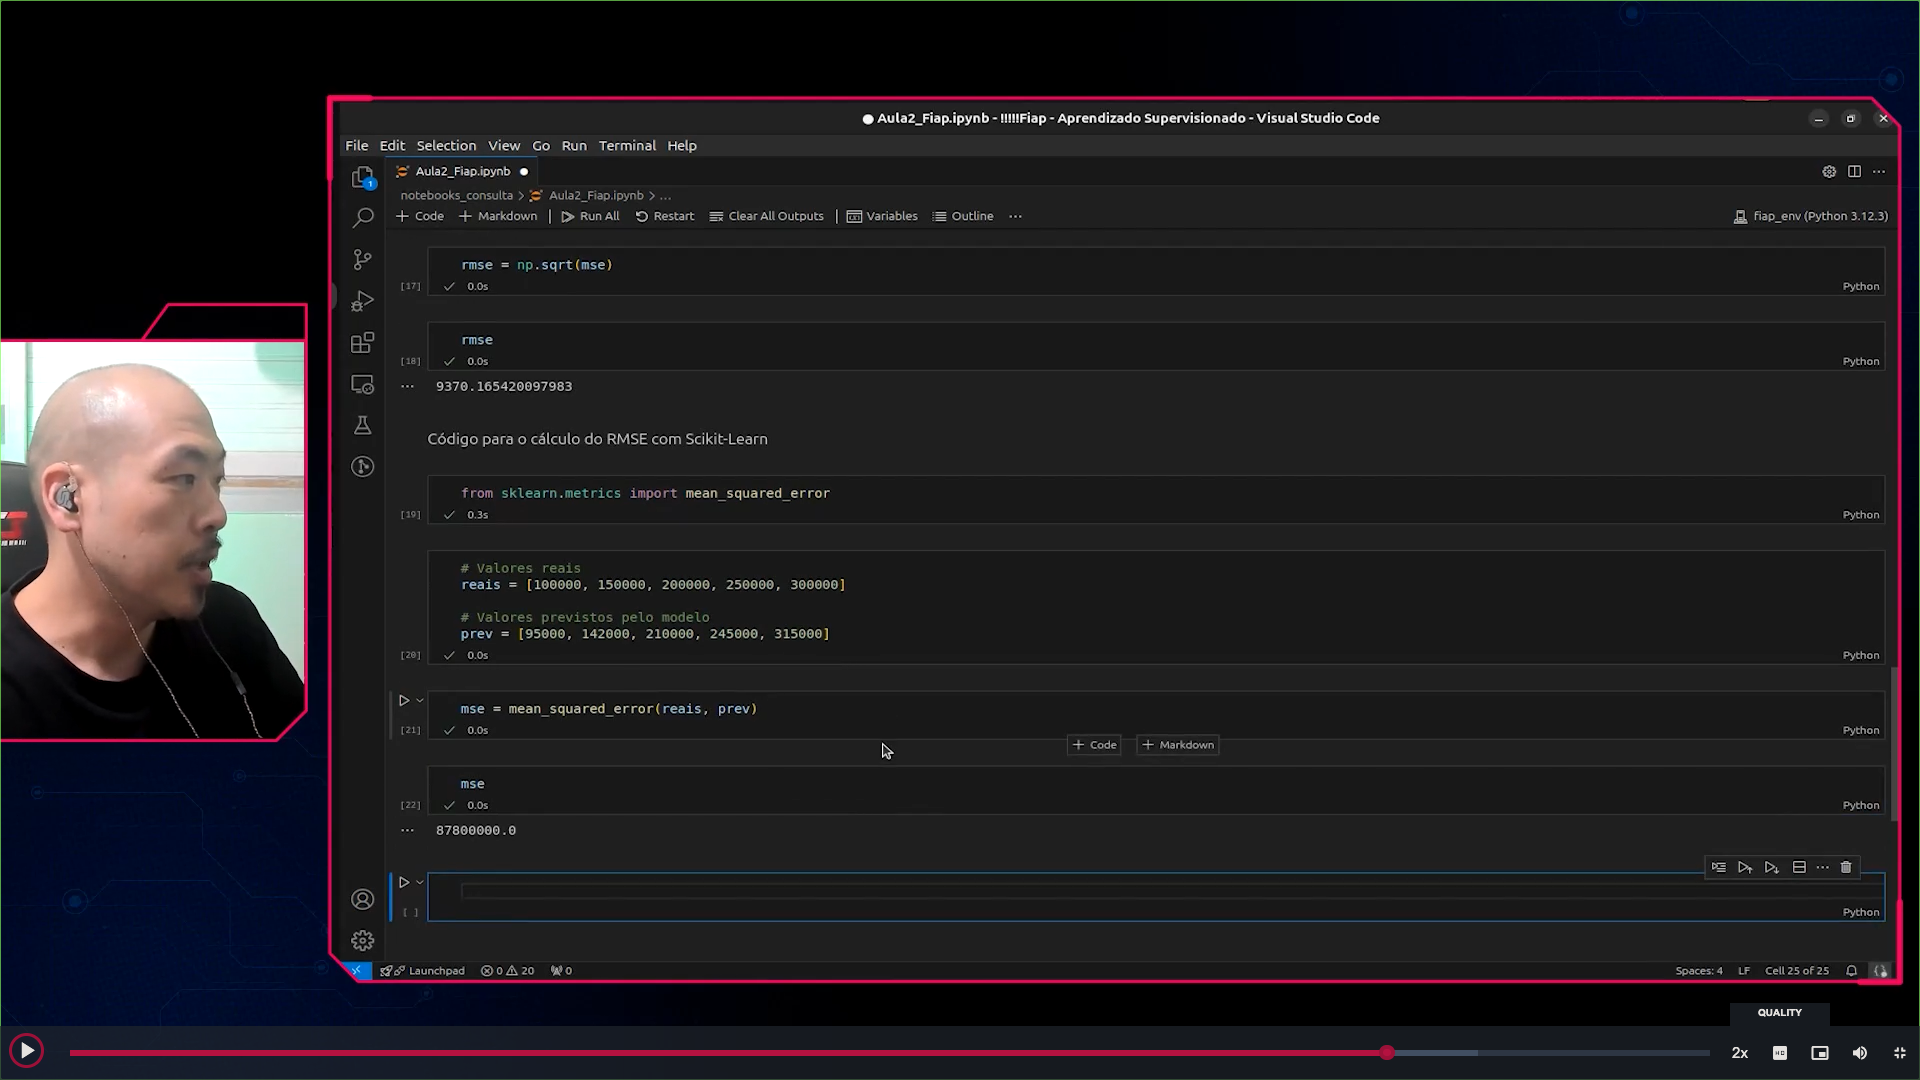 Aula2_Fiap.ipynb - !!!!!Fiap - Aprendizado Supervisionado - Visual Studio Code
File Edit Selection View Go Run Terminal Help
Aula2_Fiap.ipynb
1
notebooks_consulta > Aula2_Fiap.ipynb > ...
+ Code + Markdown | Run All Restart Clear All Outputs | Variables Outline ...
fiap_env (Python 3.12.3)
rmse = np.sqrt(mse)
[17] 0.0s Python
rmse
[18] 0.0s Python
... 9370.165420097983
Código para o cálculo do RMSE com Scikit-Learn
from sklearn.metrics import mean_squared_error
[19] 0.3s Python
# Valores reais
reais = [100000, 150000, 200000, 250000, 300000]
# Valores previstos pelo modelo
prev = [95000, 142000, 210000, 245000, 315000]
[20] 0.0s Python
mse = mean_squared_error(reais, prev)
[21] 0.0s Python
+ Code + Markdown
mse
[22] 0.0s Python
... 87800000.0
[ ] Python
Launchpad 0 20 0
Spaces: 4 LF Cell 25 of 25
QUALITY
2x